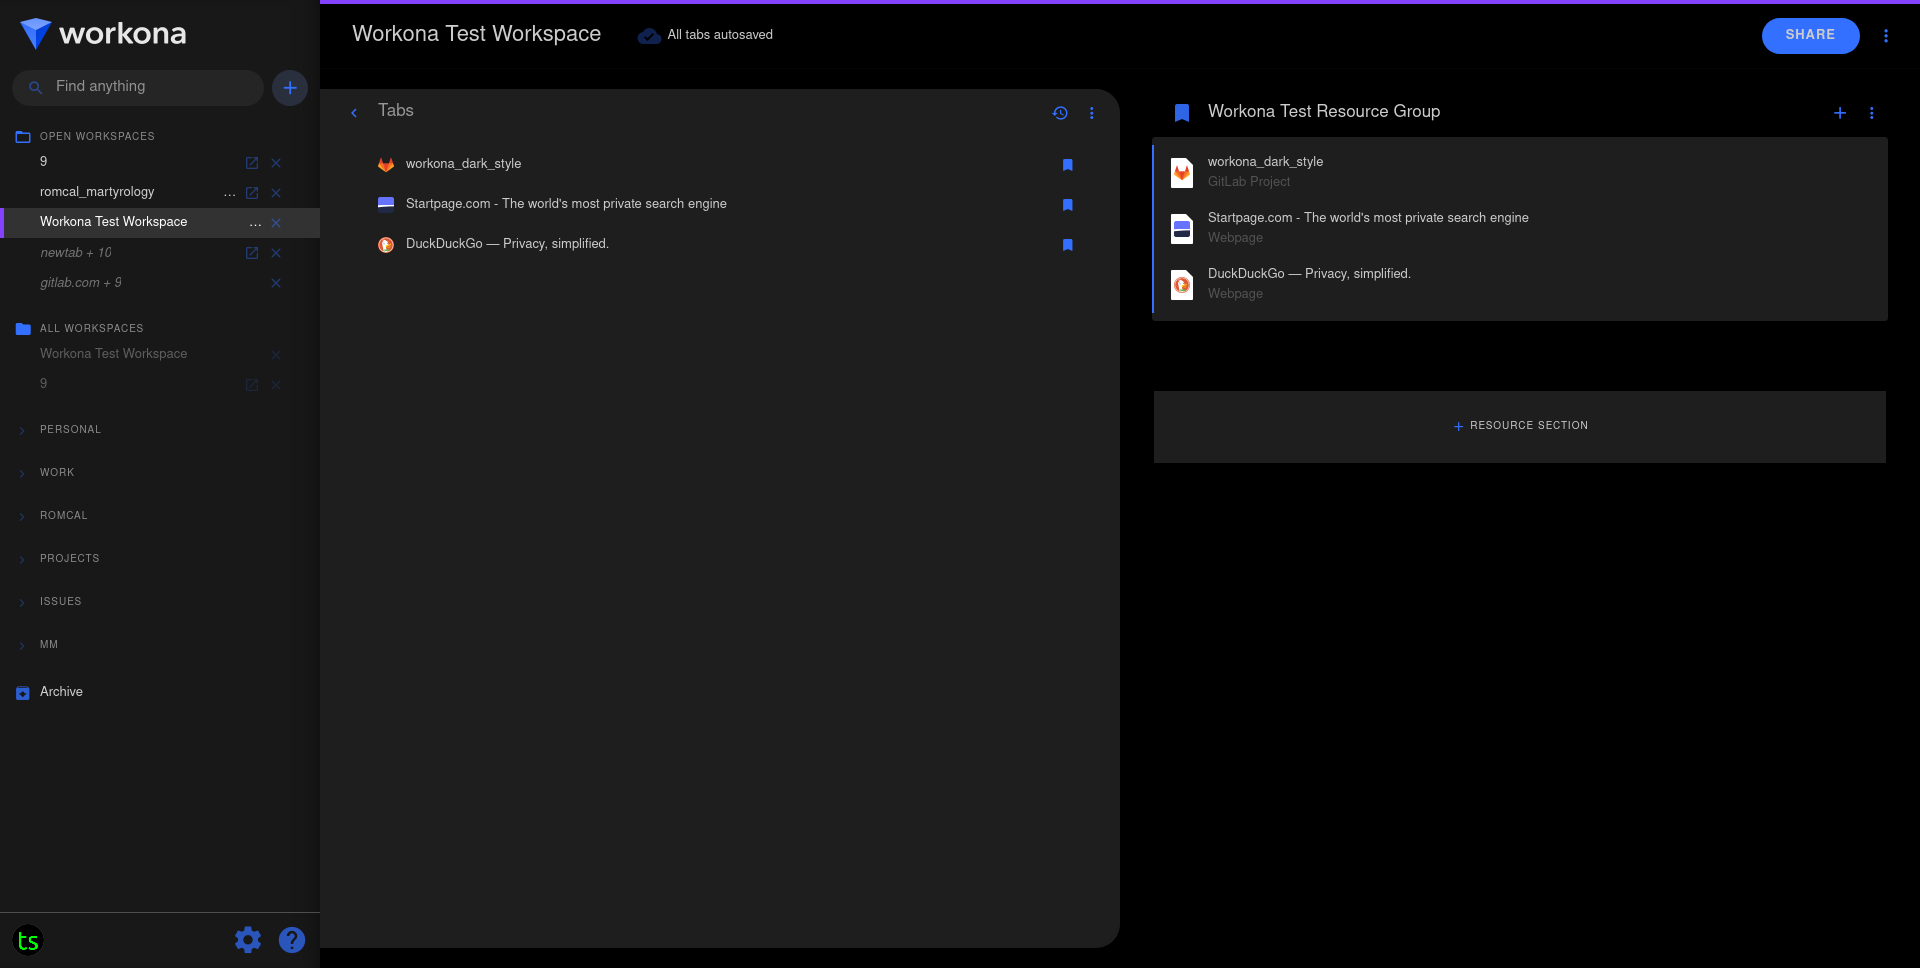 workona
Find anything
OPEN WORKSPACES
9
romcal_martyrology ...
Workona Test Workspace ...
newtab + 10
gitlab.com + 9
ALL WORKSPACES
Workona Test Workspace
9
PERSONAL
WORK
ROMCAL
PROJECTS
ISSUES
MM
Archive
ts
Workona Test Workspace
All tabs autosaved
SHARE
Tabs
workona_dark_style
Startpage.com - The world's most private search engine
DuckDuckGo — Privacy, simplified.
Workona Test Resource Group
workona_dark_style
GitLab Project
Startpage.com - The world's most private search engine
Webpage
DuckDuckGo — Privacy, simplified.
Webpage
+ RESOURCE SECTION